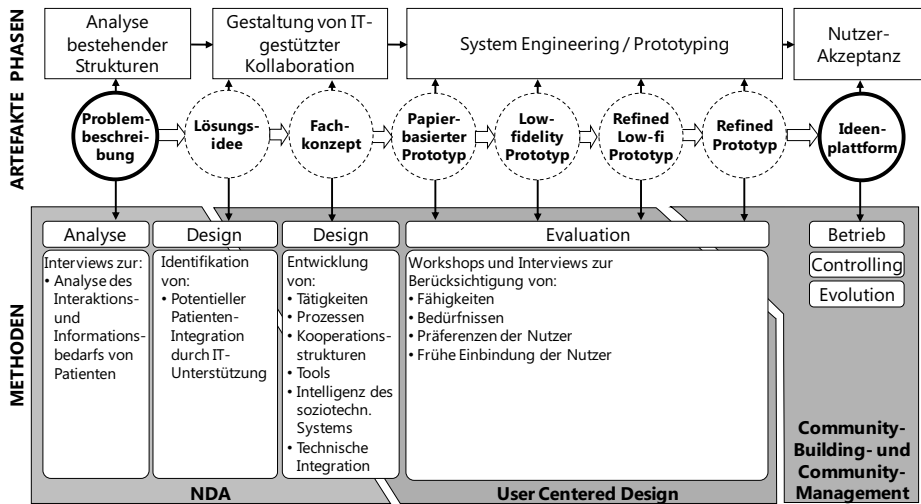 PHASEN
Analyse
bestehender
Strukturen
Gestaltung von IT-
gestützter
Kollaboration
System Engineering / Prototyping
Nutzer-
Akzeptanz
ARTEFAKTE
Problem-
beschrei-
bung
Lösungs-
idee
Fach-
konzept
Papier-
basierter
Prototyp
Low-
fidelity
Prototyp
Refined
Low-fi
Prototyp
Refined
Prototyp
Ideen-
plattform
METHODEN
Analyse
Interviews zur:
• Analyse des
Interaktions-
und
Informations-
bedarfs von
Patienten
Design
Identifikation
von:
• Potentieller
Patienten-
Integration
durch IT-
Unterstützung
Design
Entwicklung
von:
• Tätigkeiten
• Prozessen
• Kooperations-
strukturen
• Tools
• Intelligenz des
soziotechn.
Systems
• Technische
Integration
Evaluation
Workshops und Interviews zur
Berücksichtigung von:
• Fähigkeiten
• Bedürfnissen
• Präferenzen der Nutzer
• Frühe Einbindung der Nutzer
Betrieb
Controlling
Evolution
NDA
User Centered Design
Community-
Building- und
Community-
Management